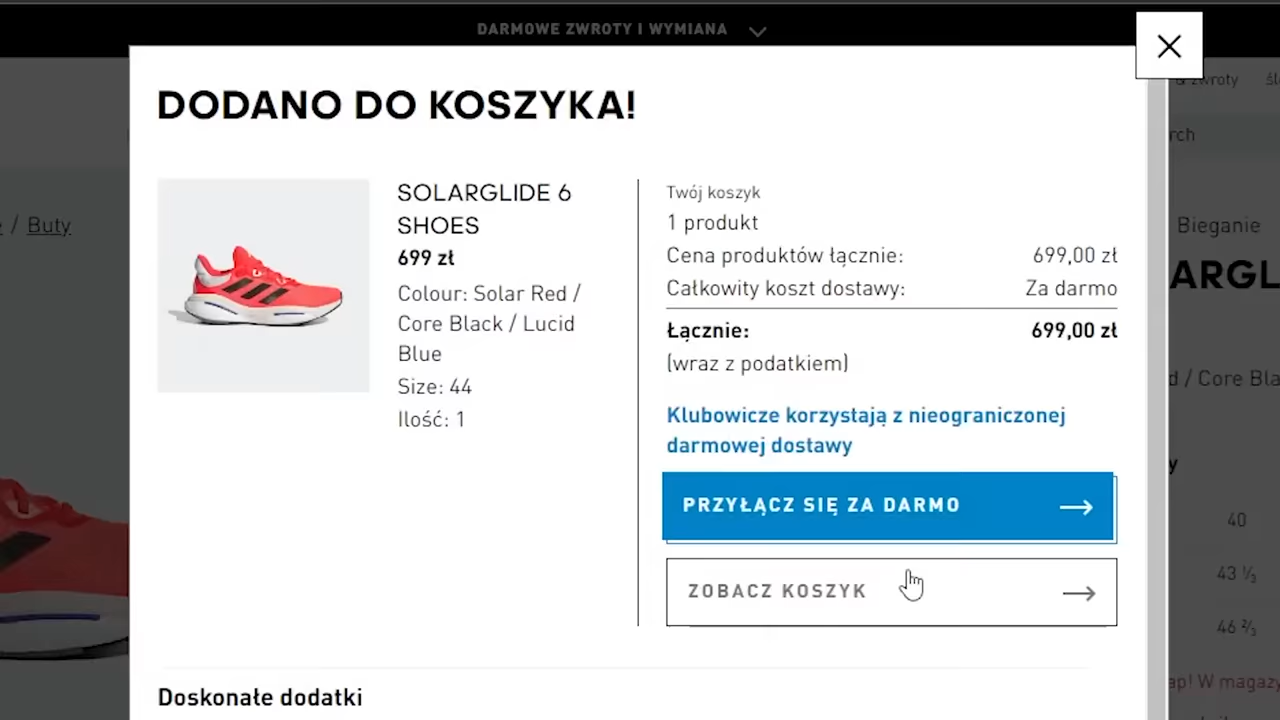 DARMOWE ZWROTY I WYMIANA
zwroty
DODANO DO KOSZYKA!
/ Buty
SOLARGLIDE 6
SHOES
699 zł
Colour: Solar Red /
Core Black / Lucid
Blue
Size: 44
Ilość: 1
Twój koszyk
1 produkt
Cena produktów łącznie: 699,00 zł
Całkowity koszt dostawy: Za darmo
Łącznie: 699,00 zł
(wraz z podatkiem)
Klubowicze korzystają z nieograniczonej
darmowej dostawy
PRZYŁĄCZ SIĘ ZA DARMO
ZOBACZ KOSZYK
Doskonałe dodatki
Bieganie
/ Core
40
43 ⅓
46 ⅔
W